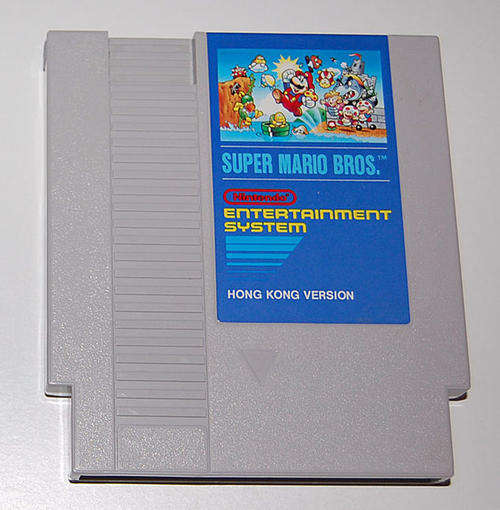 SUPER MARIO BROS.™
Nintendo®
ENTERTAINMENT
SYSTEM
HONG KONG VERSION